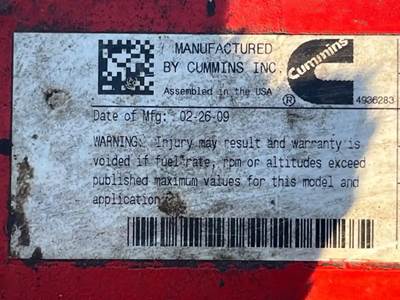 MANUFACTURED
BY CUMMINS INC.
Assembled in the USA
Cummins
®
4936283
Date of Mfg: 02-26-09
WARNING: Injury may result and warranty is
voided if fuel rate, rpm or altitudes exceed
published maximum values for this model and
application.